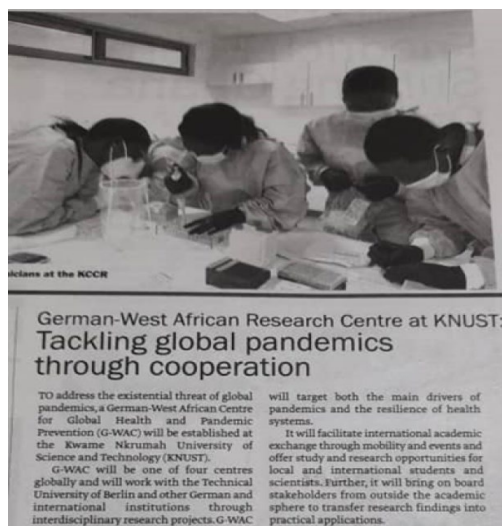 nicians at the KCCR
German-West African Research Centre at KNUST:
Tackling global pandemics
through cooperation
TO address the existential threat of global
pandemics, a German-West African Centre
for Global Health and Pandemic
Prevention (G-WAC) will be established at
the Kwame Nkrumah University of
Science and Technology (KNUST).
G-WAC will be one of four centres
globally and will work with the Technical
University of Berlin and other German and
international institutions through
interdisciplinary research projects. G-WAC
will target both the main drivers of
pandemics and the resilience of health
systems.
It will facilitate international academic
exchange through mobility and events and
offer study and research opportunities for
local and international students and
scientists. Further, it will bring on board
stakeholders from outside the academic
sphere to transfer research findings into
practical applications.